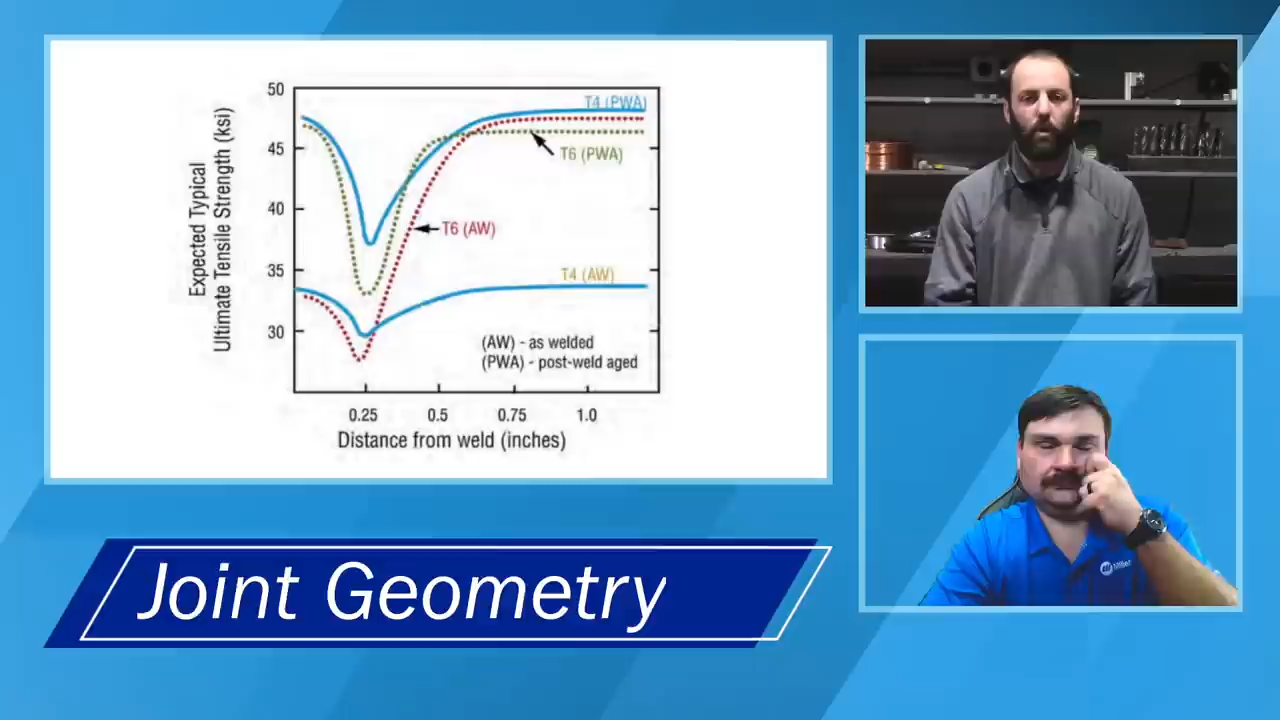 50
T4 (PWA)
45
T6 (PWA)
40
T6 (AW)
35
T4 (AW)
30
(AW) - as welded
(PWA) - post-weld aged
Expected Typical
Ultimate Tensile Strength (ksi)
0.25 0.5 0.75 1.0
Distance from weld (inches)
Joint Geometry
Miller